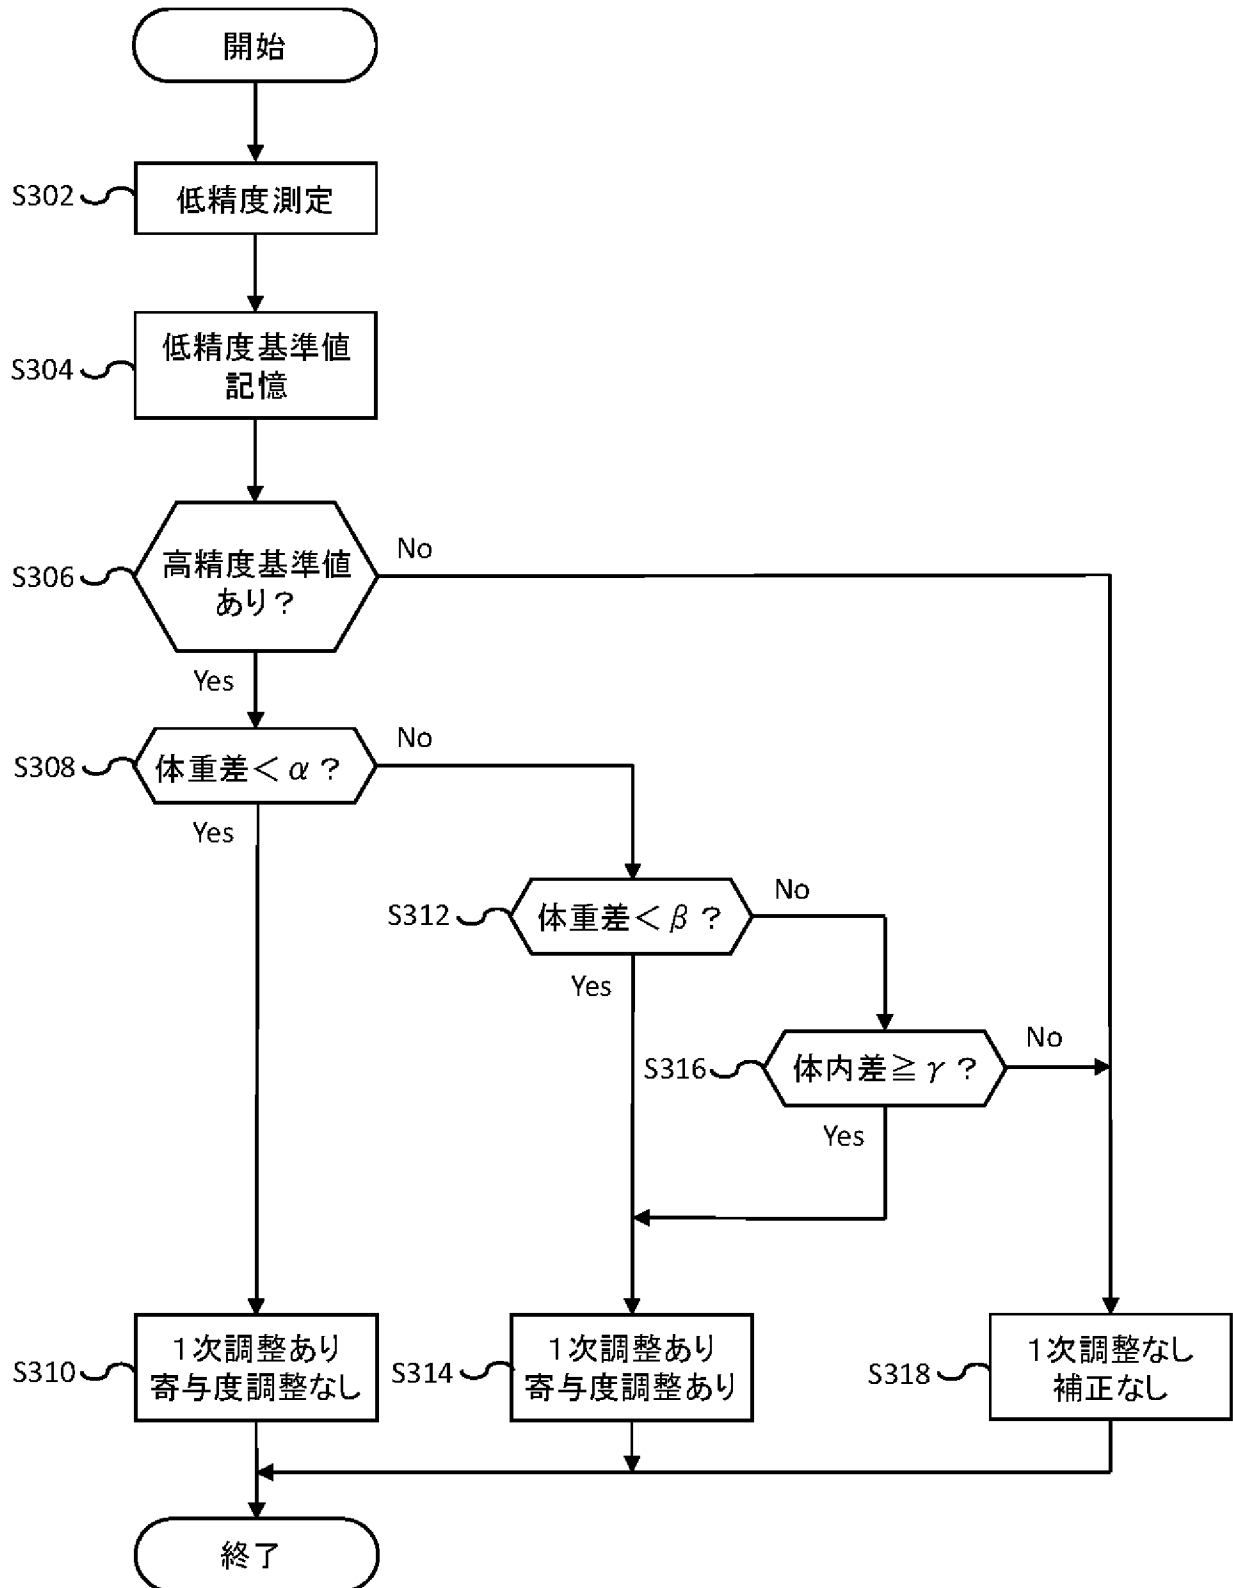 開始
S302
低精度測定
S304
低精度基準値
記憶
S306
高精度基準値
あり？
No
Yes
S308
体重差＜α？
No
Yes
S312
体重差＜β？
No
Yes
S316
体内差≧γ？
No
Yes
S310
１次調整あり
寄与度調整なし
S314
１次調整あり
寄与度調整あり
S318
１次調整なし
補正なし
終了